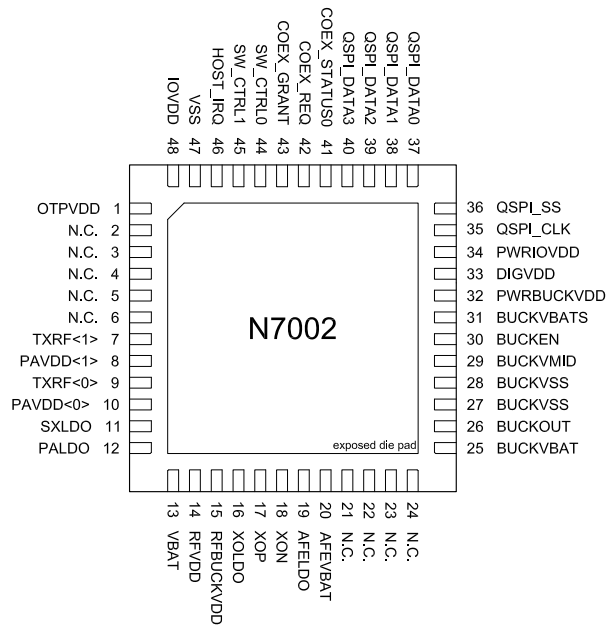 IOVDD 48
VSS 47
HOST_IRQ 46
SW_CTRL1 45
SW_CTRL0 44
COEX_GRANT 43
COEX_REQ 42
COEX_STATUS0 41
QSPI_DATA3 40
QSPI_DATA2 39
QSPI_DATA1 38
QSPI_DATA0 37
OTPVDD 1
N.C. 2
N.C. 3
N.C. 4
N.C. 5
N.C. 6
TXRF<1> 7
PAVDD<1> 8
TXRF<0> 9
PAVDD<0> 10
SXLDO 11
PALDO 12
N7002
exposed die pad
36 QSPI_SS
35 QSPI_CLK
34 PWRIOVDD
33 DIGVDD
32 PWRBUCKVDD
31 BUCKVBATS
30 BUCKEN
29 BUCKVMID
28 BUCKVSS
27 BUCKVSS
26 BUCKOUT
25 BUCKVBAT
13 VBAT
14 RFVDD
15 RFBUCKVDD
16 XOLDO
17 XOP
18 XON
19 AFELDO
20 AFEVBAT
21 N.C.
22 N.C.
23 N.C.
24 N.C.